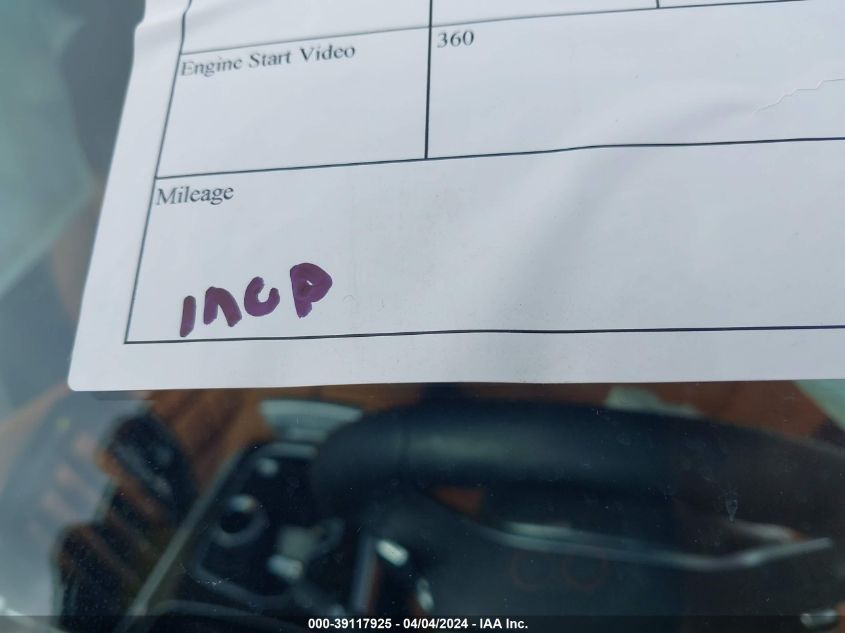 Engine Start Video 360
Mileage
INOP
000-39117925 - 04/04/2024 - IAA Inc.